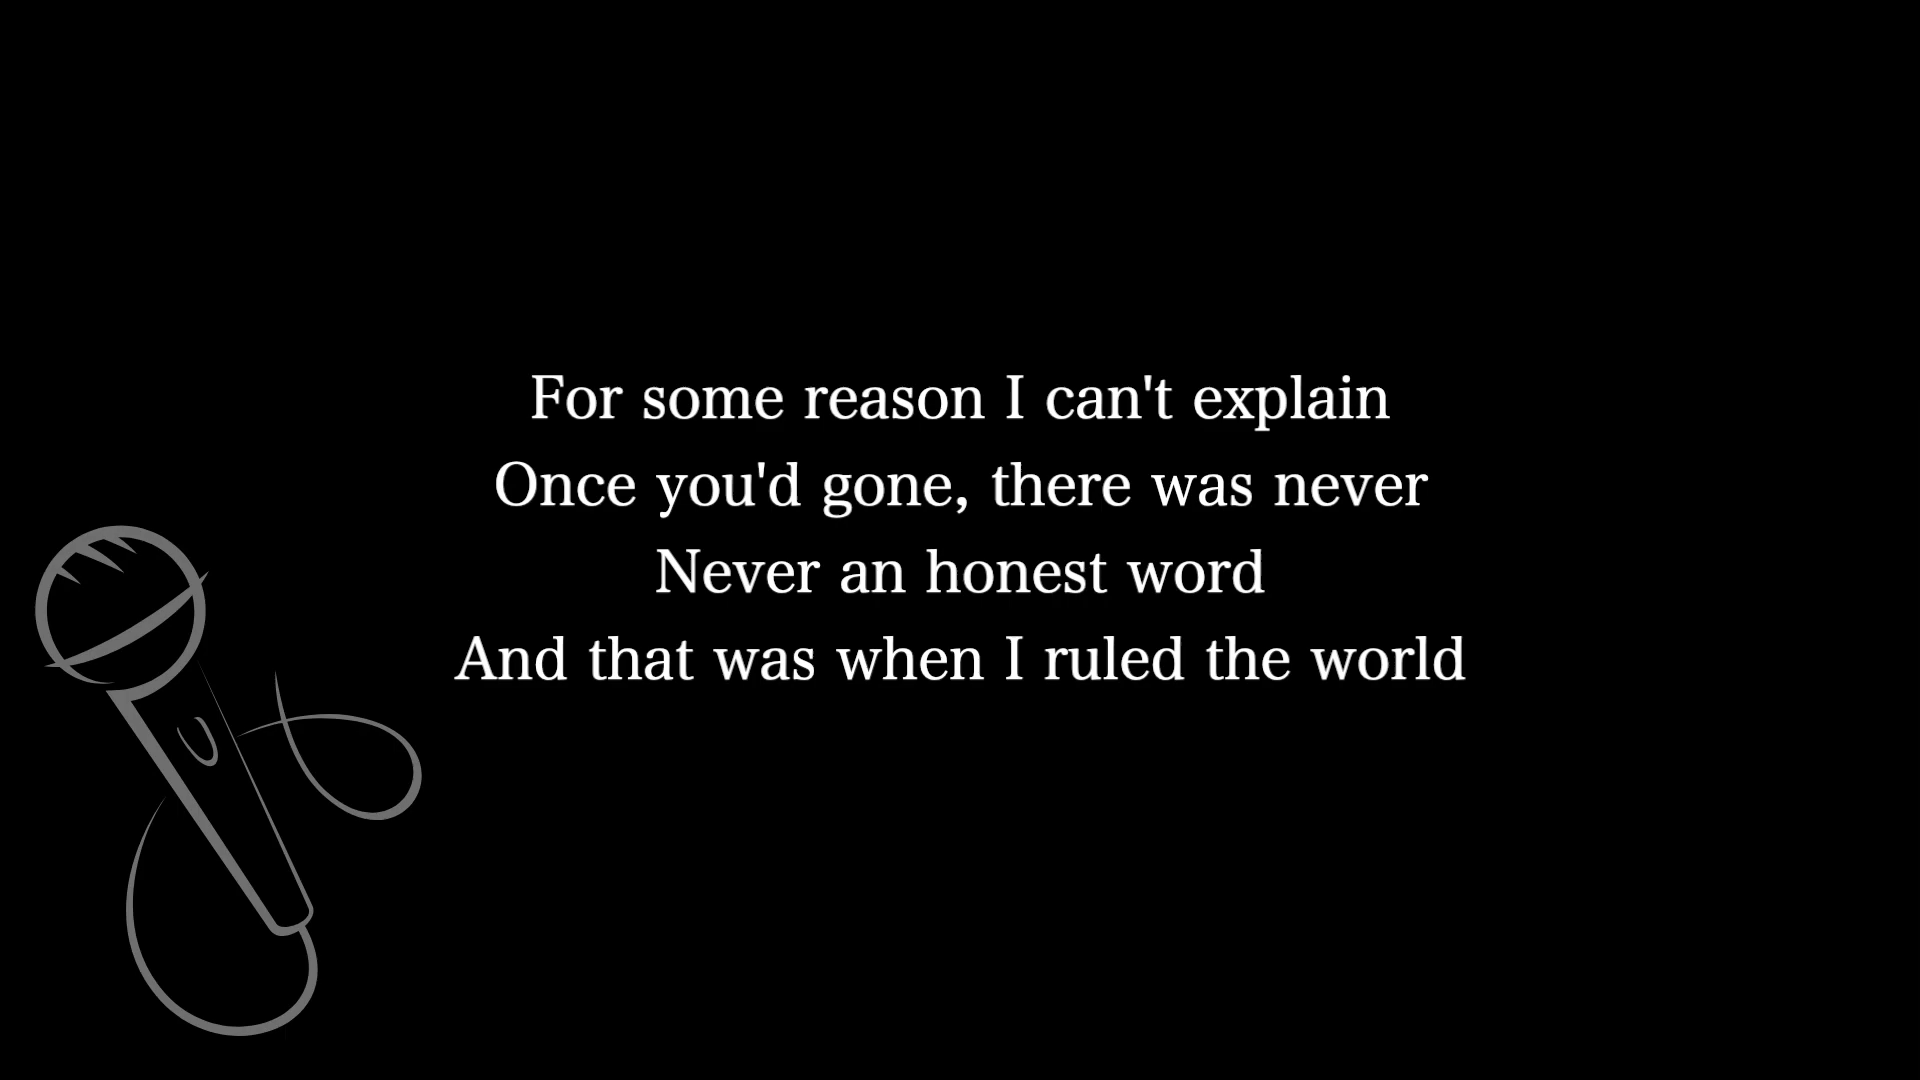 For some reason I can't explain
Once you'd gone, there was never
Never an honest word
And that was when I ruled the world